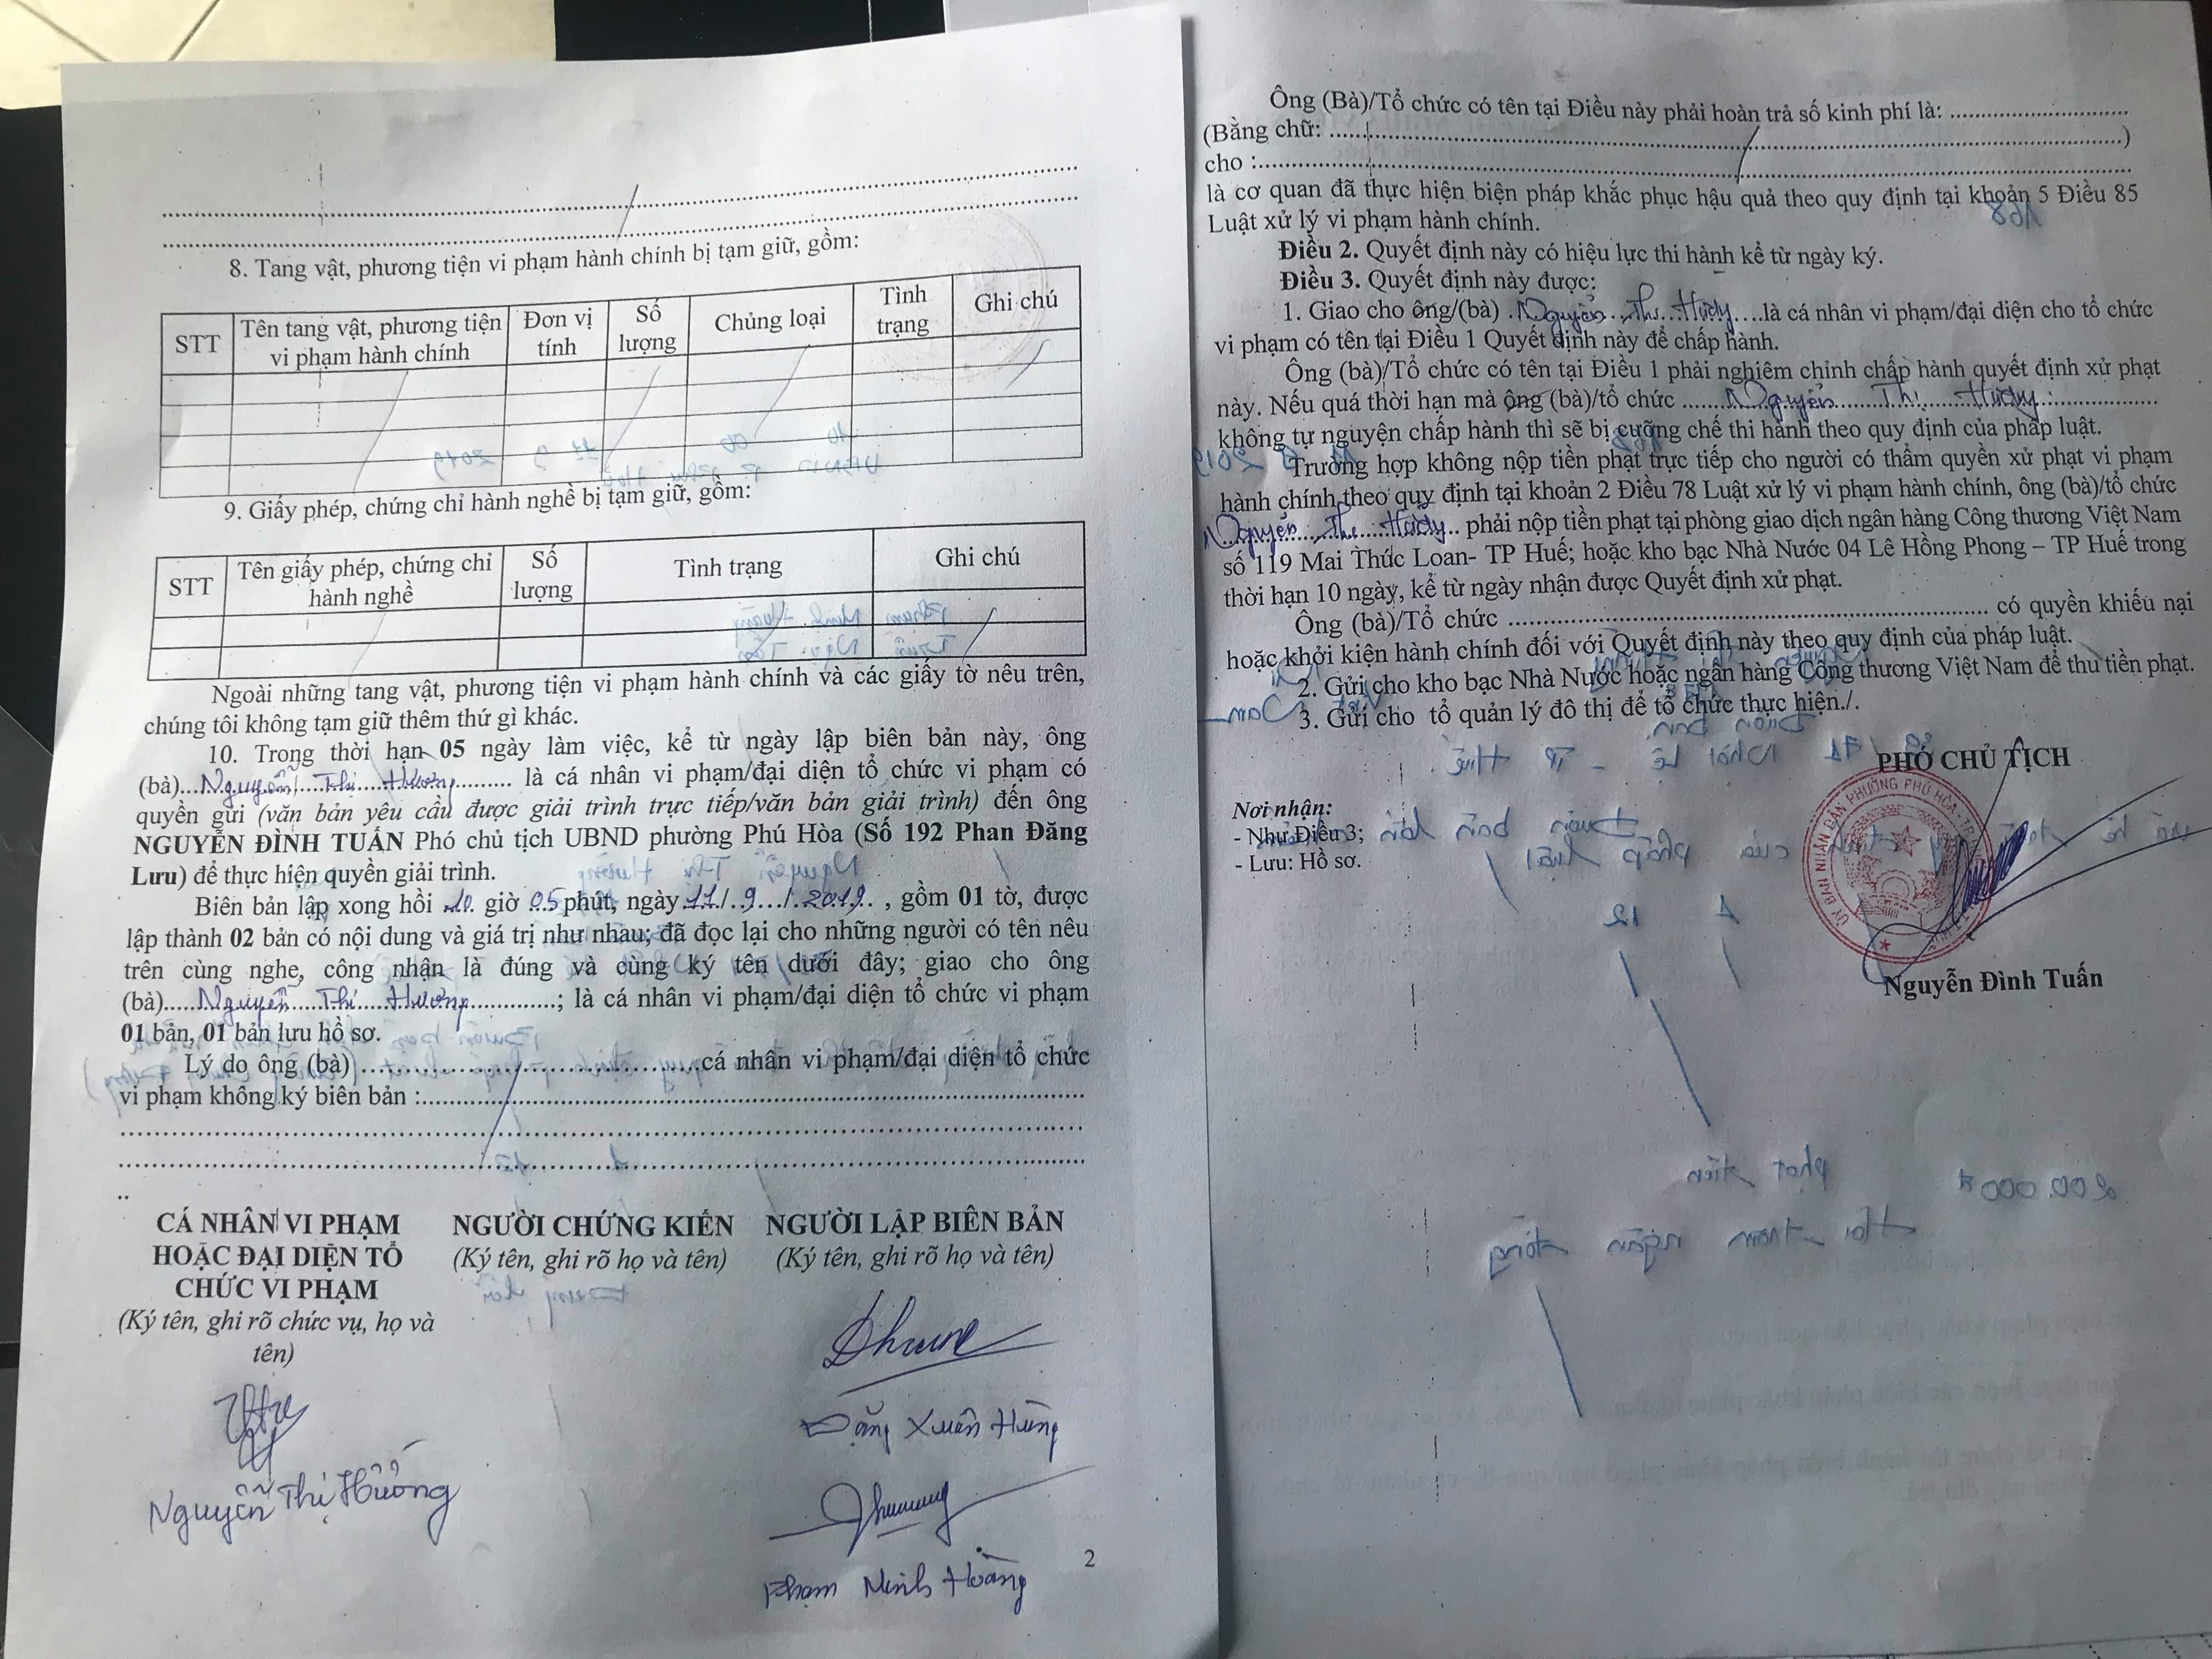 8. Tang vật, phương tiện vi phạm hành chính bị tạm giữ, gồm:
STT Tên tang vật, phương tiện vi phạm hành chính Đơn vị tính Số lượng Chủng loại Tình trạng Ghi chú
9. Giấy phép, chứng chỉ hành nghề bị tạm giữ, gồm:
STT Tên giấy phép, chứng chỉ hành nghề Số lượng Tình trạng Ghi chú
Ngoài những tang vật, phương tiện vi phạm hành chính và các giấy tờ nêu trên,
chúng tôi không tạm giữ thêm thứ gì khác.
10. Trong thời hạn 05 ngày làm việc, kể từ ngày lập biên bản này, ông
(bà)...Nguyễn...Thị...Hương.......... là cá nhân vi phạm/đại diện tổ chức vi phạm có
quyền gửi (văn bản yêu cầu được giải trình trực tiếp/văn bản giải trình) đến ông
NGUYỄN ĐÌNH TUẤN Phó chủ tịch UBND phường Phú Hòa (Số 192 Phan Đăng
Lưu) để thực hiện quyền giải trình.
Biên bản lập xong hồi 10 giờ 05 phút, ngày 11/ 9 / 2019 , gồm 01 tờ, được
lập thành 02 bản có nội dung và giá trị như nhau; đã đọc lại cho những người có tên nêu
trên cùng nghe, công nhận là đúng và cùng ký tên dưới đây; giao cho ông
(bà).....Nguyễn...Thị...Hương............; là cá nhân vi phạm/đại diện tổ chức vi phạm
01 bản, 01 bản lưu hồ sơ.
Lý do ông (bà) ..........................................cá nhân vi phạm/đại diện tổ chức
vi phạm không ký biên bản :..........................................
CÁ NHÂN VI PHẠM
HOẶC ĐẠI DIỆN TỔ
CHỨC VI PHẠM
(Ký tên, ghi rõ chức vụ, họ và
tên)
Nguyễn Thị Hương
NGƯỜI CHỨNG KIẾN
(Ký tên, ghi rõ họ và tên)
NGƯỜI LẬP BIÊN BẢN
(Ký tên, ghi rõ họ và tên)
Đặng Xuân Hùng
Phạm Minh Hoàng
2
Ông (Bà)/Tổ chức có tên tại Điều này phải hoàn trả số kinh phí là: ..............................
(Bằng chữ: ....................................................................................)
cho :....................................................................................
là cơ quan đã thực hiện biện pháp khắc phục hậu quả theo quy định tại khoản 5 Điều 85
Luật xử lý vi phạm hành chính.
Điều 2. Quyết định này có hiệu lực thi hành kể từ ngày ký.
Điều 3. Quyết định này được:
1. Giao cho ông/(bà) .Nguyễn...Thị...Hương....là cá nhân vi phạm/đại diện cho tổ chức
vi phạm có tên tại Điều 1 Quyết định này để chấp hành.
Ông (bà)/Tổ chức có tên tại Điều 1 phải nghiêm chỉnh chấp hành quyết định xử phạt
này. Nếu quá thời hạn mà ông (bà)/tổ chức .......Nguyễn......Thị......Hương...............
không tự nguyện chấp hành thì sẽ bị cưỡng chế thi hành theo quy định của pháp luật.
Trường hợp không nộp tiền phạt trực tiếp cho người có thẩm quyền xử phạt vi phạm
hành chính theo quy định tại khoản 2 Điều 78 Luật xử lý vi phạm hành chính, ông (bà)/tổ chức
Nguyễn...Thị...Hương.. phải nộp tiền phạt tại phòng giao dịch ngân hàng Công thương Việt Nam
số 119 Mai Thúc Loan- TP Huế; hoặc kho bạc Nhà Nước 04 Lê Hồng Phong – TP Huế trong
thời hạn 10 ngày, kể từ ngày nhận được Quyết định xử phạt.
Ông (bà)/Tổ chức .............................................................. có quyền khiếu nại
hoặc khởi kiện hành chính đối với Quyết định này theo quy định của pháp luật.
2. Gửi cho kho bạc Nhà Nước hoặc ngân hàng Công thương Việt Nam để thu tiền phạt.
3. Gửi cho tổ quản lý đô thị để tổ chức thực hiện./.
PHÓ CHỦ TỊCH
Nơi nhận:
- Như Điều 3;
- Lưu: Hồ sơ.
ỦY BAN NHÂN DÂN PHƯỜNG PHÚ HÒA
Nguyễn Đình Tuấn